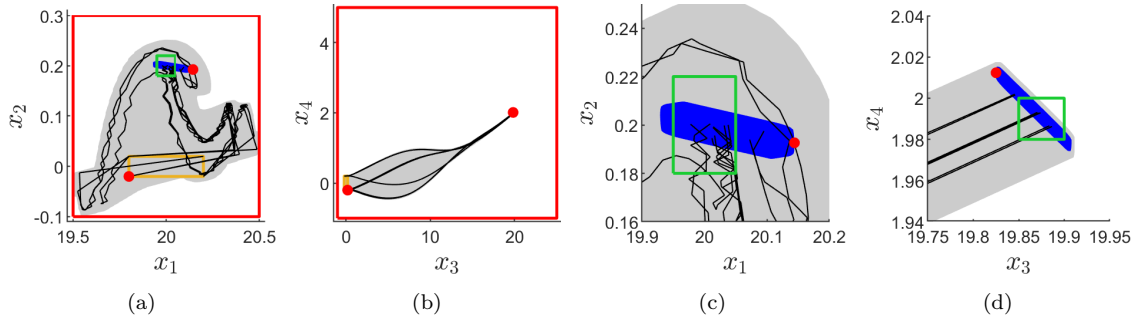 0.3
0.2
0.1
0
-0.1
19.5
20
20.5
x₂
x₁
(a)
4
2
0
0
10
20
x₄
x₃
(b)
0.24
0.22
0.2
0.18
0.16
19.9
20
20.1
20.2
x₂
x₁
(c)
2.04
2.02
2
1.98
1.96
1.94
19.75
19.8
19.85
19.9
19.95
x₄
x₃
(d)